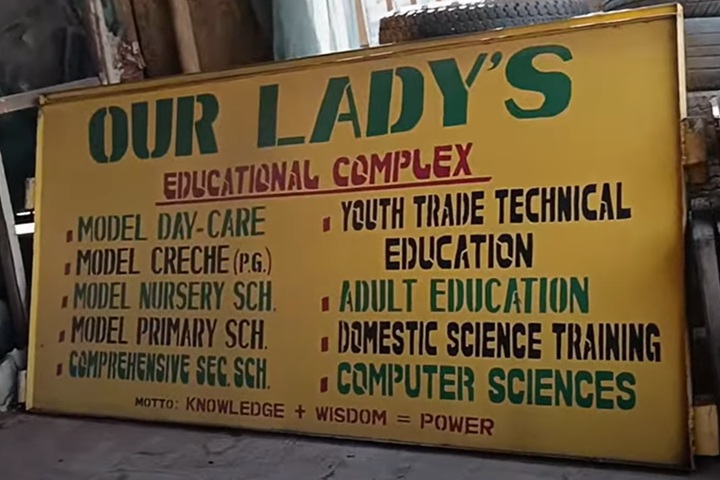 OUR LADY'S
EDUCATIONAL COMPLEX
MODEL DAY-CARE
MODEL CRECHE (P.G.)
MODEL NURSERY SCH.
MODEL PRIMARY SCH.
COMPREHENSIVE SEC. SCH.
YOUTH TRADE TECHNICAL
EDUCATION
ADULT EDUCATION
DOMESTIC SCIENCE TRAINING
COMPUTER SCIENCES
MOTTO: KNOWLEDGE + WISDOM = POWER